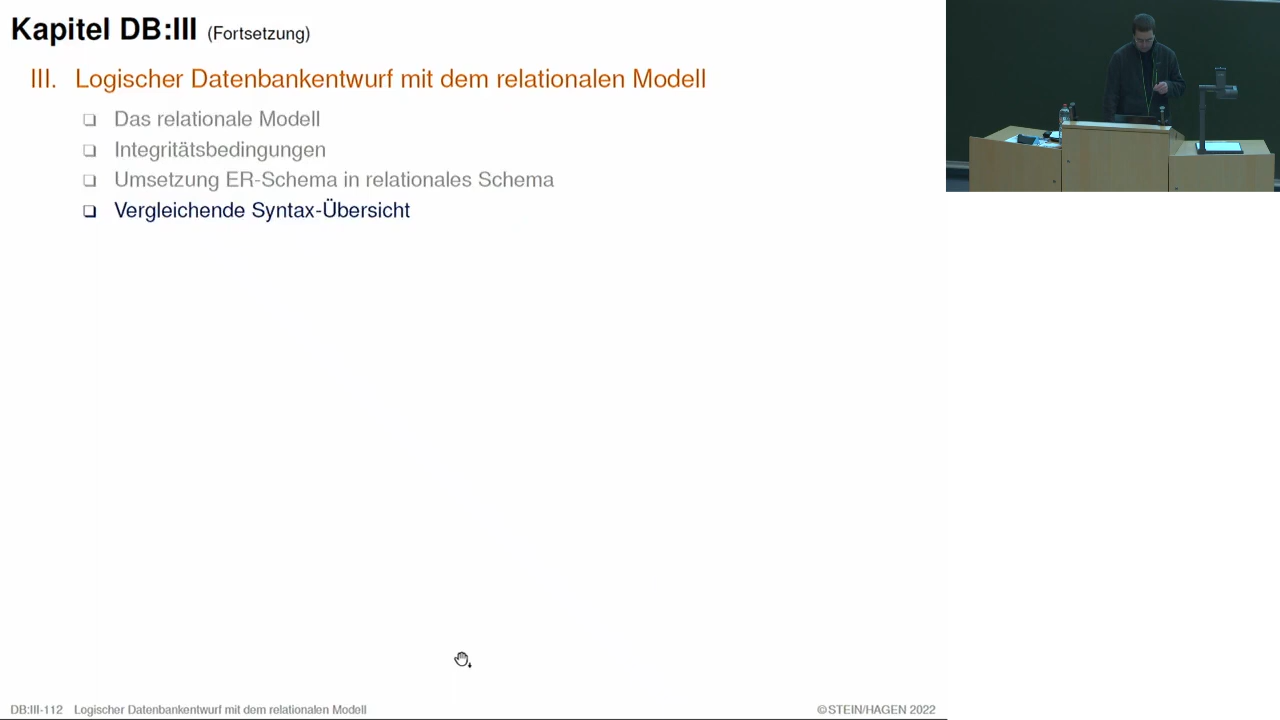 Kapitel DB:III (Fortsetzung)
III. Logischer Datenbankentwurf mit dem relationalen Modell
❑ Das relationale Modell
❑ Integritätsbedingungen
❑ Umsetzung ER-Schema in relationales Schema
❑ Vergleichende Syntax-Übersicht
DB:III-112 Logischer Datenbankentwurf mit dem relationalen Modell ©STEIN/HAGEN 2022